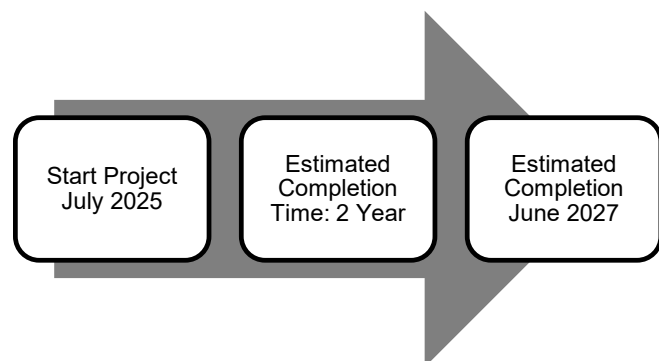 Start Project
July 2025
Estimated
Completion
Time: 2 Year
Estimated
Completion
June 2027